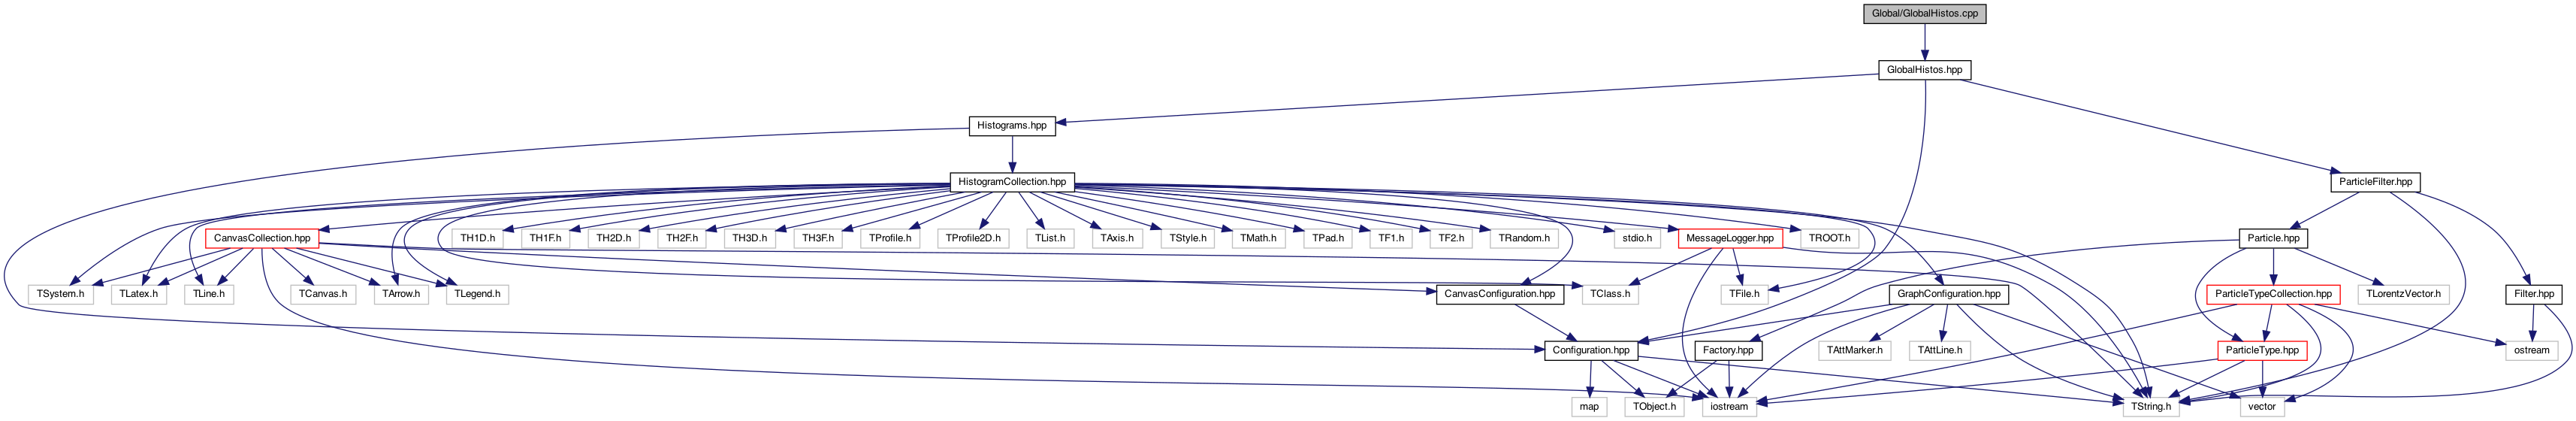 Global/GlobalHistos.cpp
GlobalHistos.hpp
Histograms.hpp
HistogramCollection.hpp
ParticleFilter.hpp
CanvasCollection.hpp
TH1D.h
TH1F.h
TH2D.h
TH2F.h
TH3D.h
TH3F.h
TProfile.h
TProfile2D.h
TList.h
TAxis.h
TStyle.h
TMath.h
TPad.h
TF1.h
TF2.h
TRandom.h
stdio.h
MessageLogger.hpp
TROOT.h
Particle.hpp
TSystem.h
TLatex.h
TLine.h
TCanvas.h
TArrow.h
TLegend.h
CanvasConfiguration.hpp
TClass.h
TFile.h
GraphConfiguration.hpp
ParticleTypeCollection.hpp
TLorentzVector.h
Filter.hpp
Configuration.hpp
Factory.hpp
TAttMarker.h
TAttLine.h
ParticleType.hpp
ostream
map
TObject.h
iostream
TString.h
vector